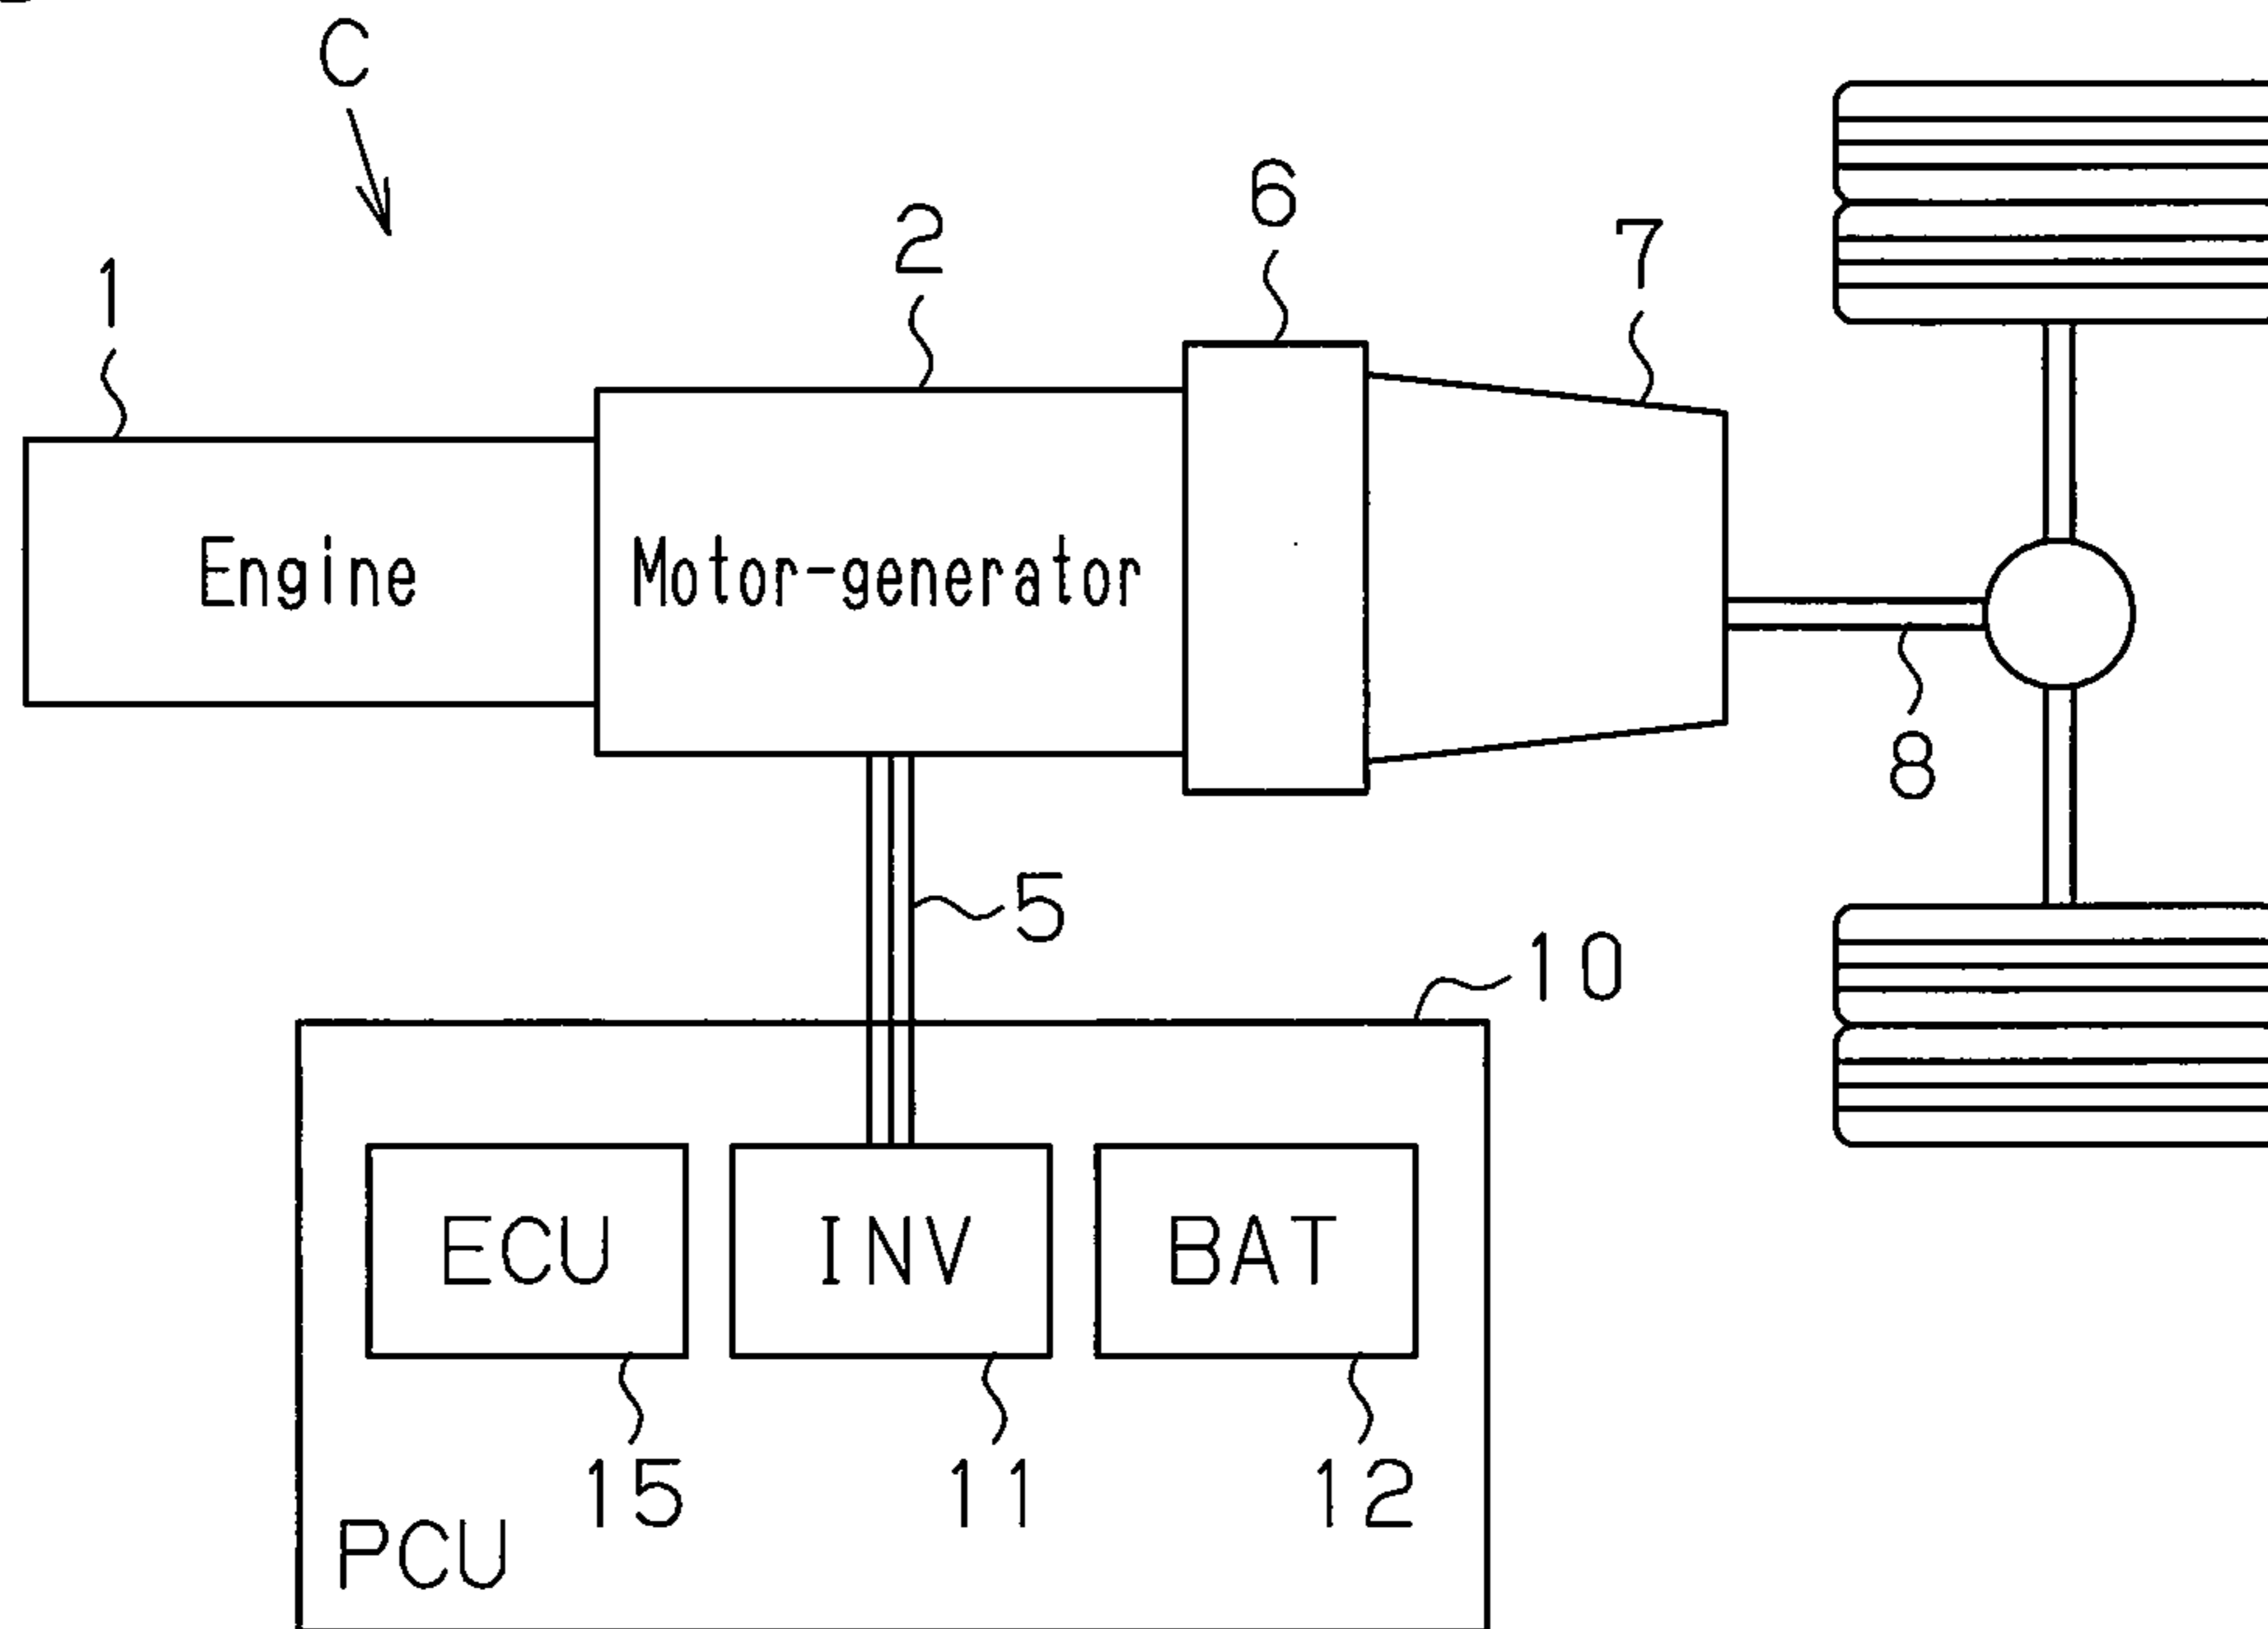 C
6
2
7
1
Engine
Motor-generator
8
5
10
ECU
INV
BAT
15
11
12
PCU